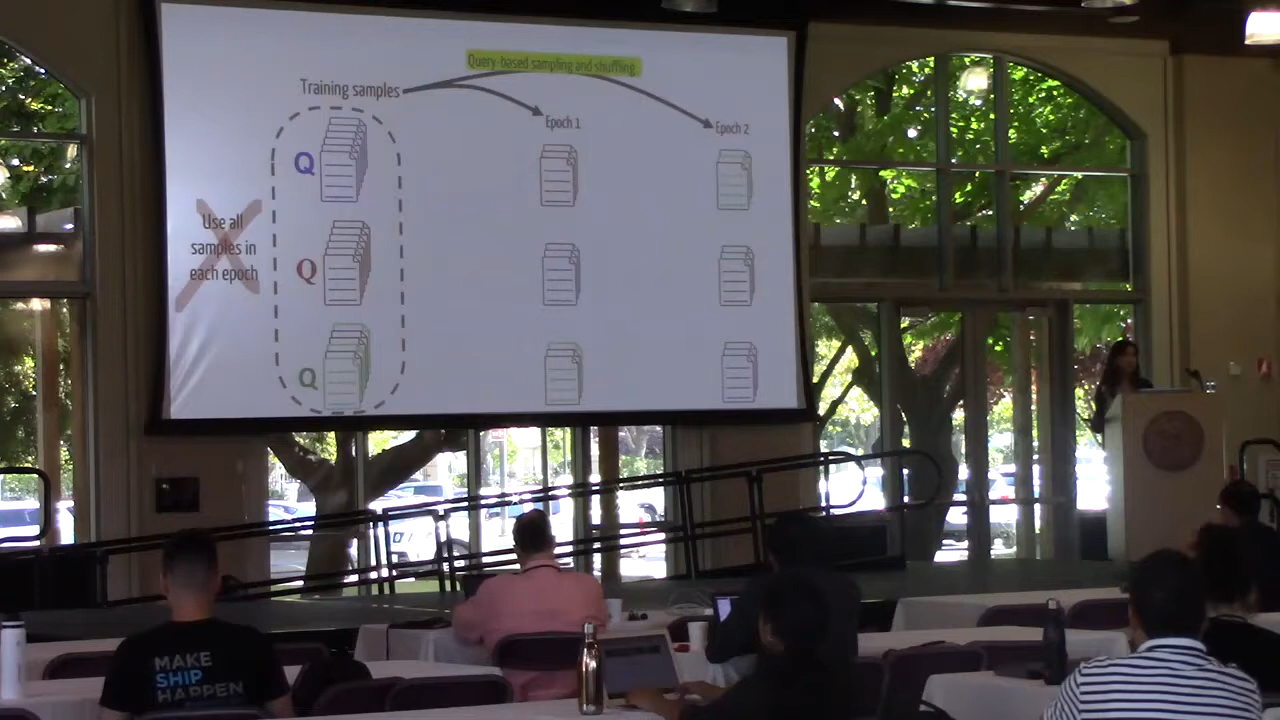 Query-based sampling and shuffling
Training samples
Epoch 1
Epoch 2
Q
Use all
samples in
each epoch
Q
Q
MAKE
SHIP
HAPPEN